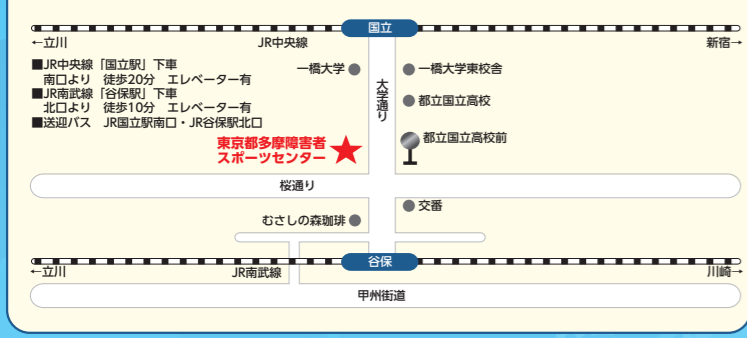 国立
←立川
JR中央線
新宿→
■JR中央線「国立駅」下車
南口より 徒歩20分 エレベーター有
■JR南武線「谷保駅」下車
北口より 徒歩10分 エレベーター有
■送迎バス JR国立駅南口・JR谷保駅北口
一橋大学
大学通り
一橋大学東校舎
都立国立高校
都立国立高校前
東京都多摩障害者
スポーツセンター
桜通り
交番
むさしの森珈琲
谷保
←立川
JR南武線
川崎→
甲州街道